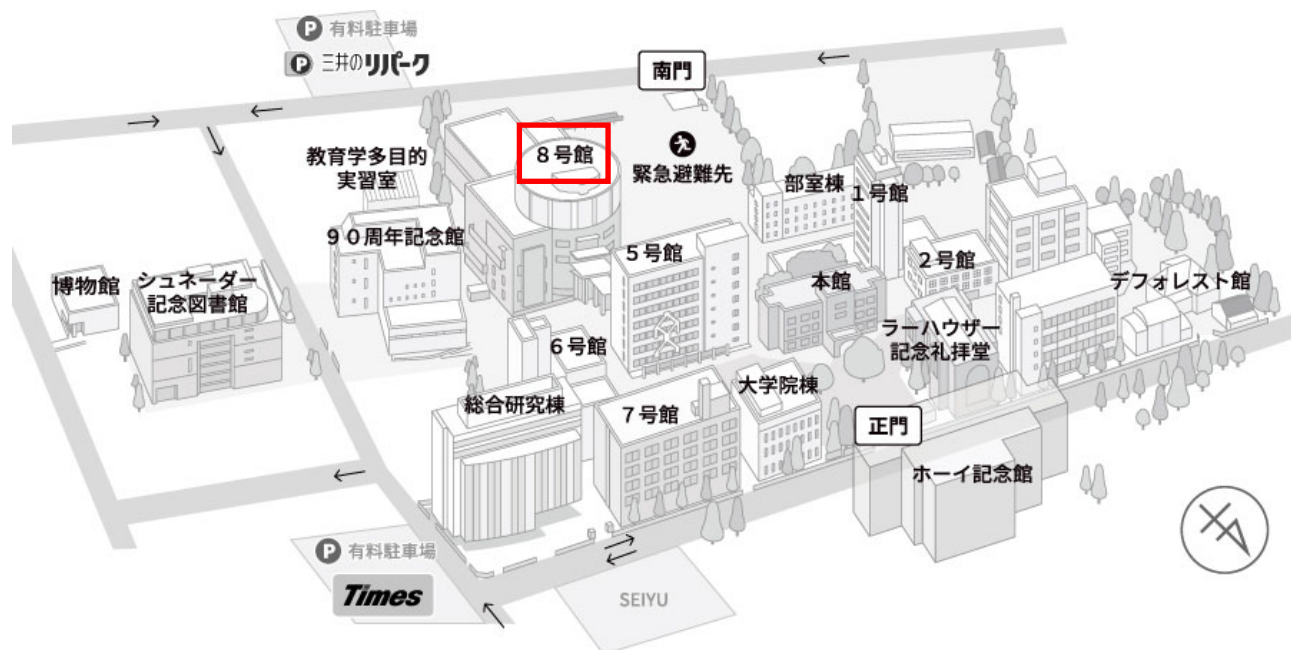 P 有料駐車場
P 三井のリパーク
南門
8号館
緊急避難先
教育学多目的
実習室
部室棟
1号館
90周年記念館
5号館
2号館
博物館
シュネーダー
記念図書館
本館
デフォレスト館
ラーハウザー
記念礼拝堂
6号館
大学院棟
総合研究棟
7号館
正門
ホーイ記念館
P 有料駐車場
Times
SEIYU